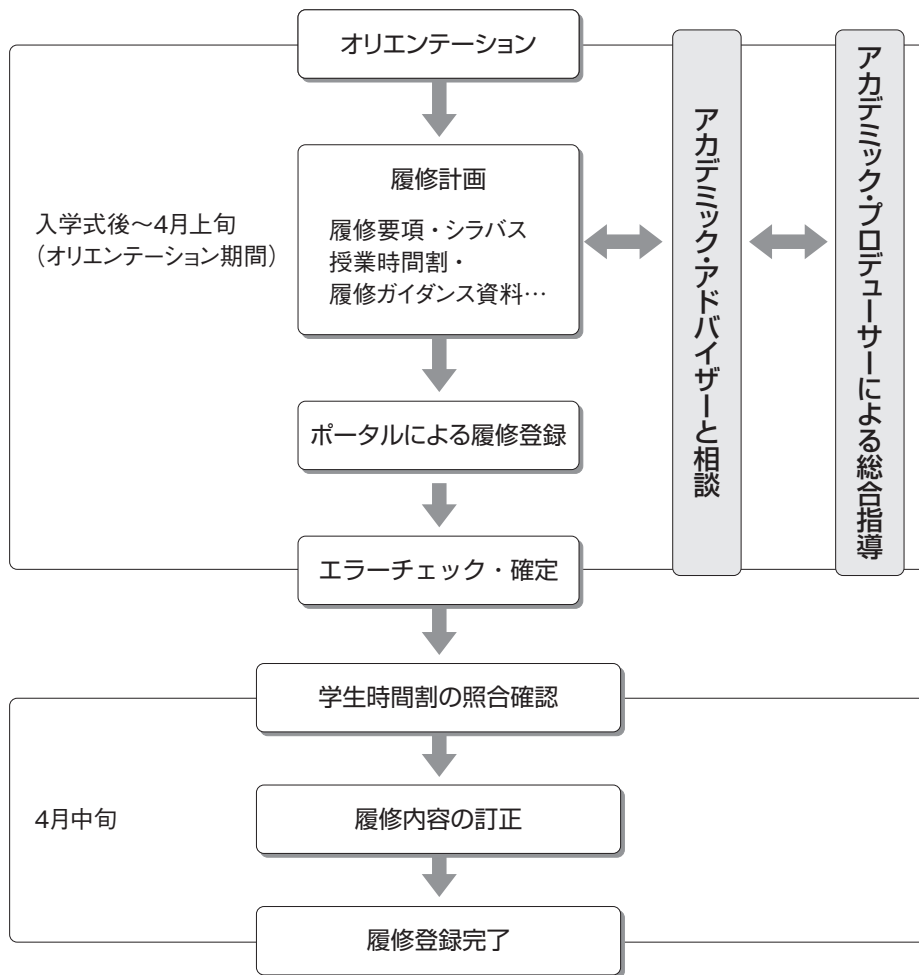 オリエンテーション
入学式後～4月上旬
（オリエンテーション期間）
履修計画
履修要項・シラバス
授業時間割・
履修ガイダンス資料…
ポータルによる履修登録
エラーチェック・確定
アカデミック・アドバイザーと相談
アカデミック・プロデューサーによる総合指導
学生時間割の照合確認
4月中旬
履修内容の訂正
履修登録完了